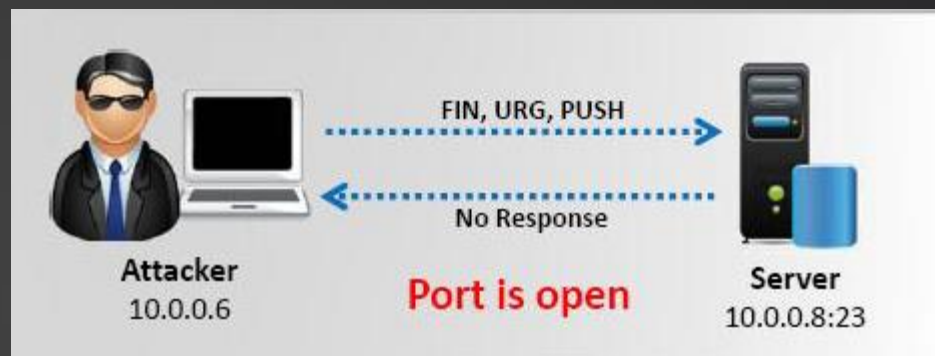 FIN, URG, PUSH
No Response
Attacker
10.0.0.6
Port is open
Server
10.0.0.8:23